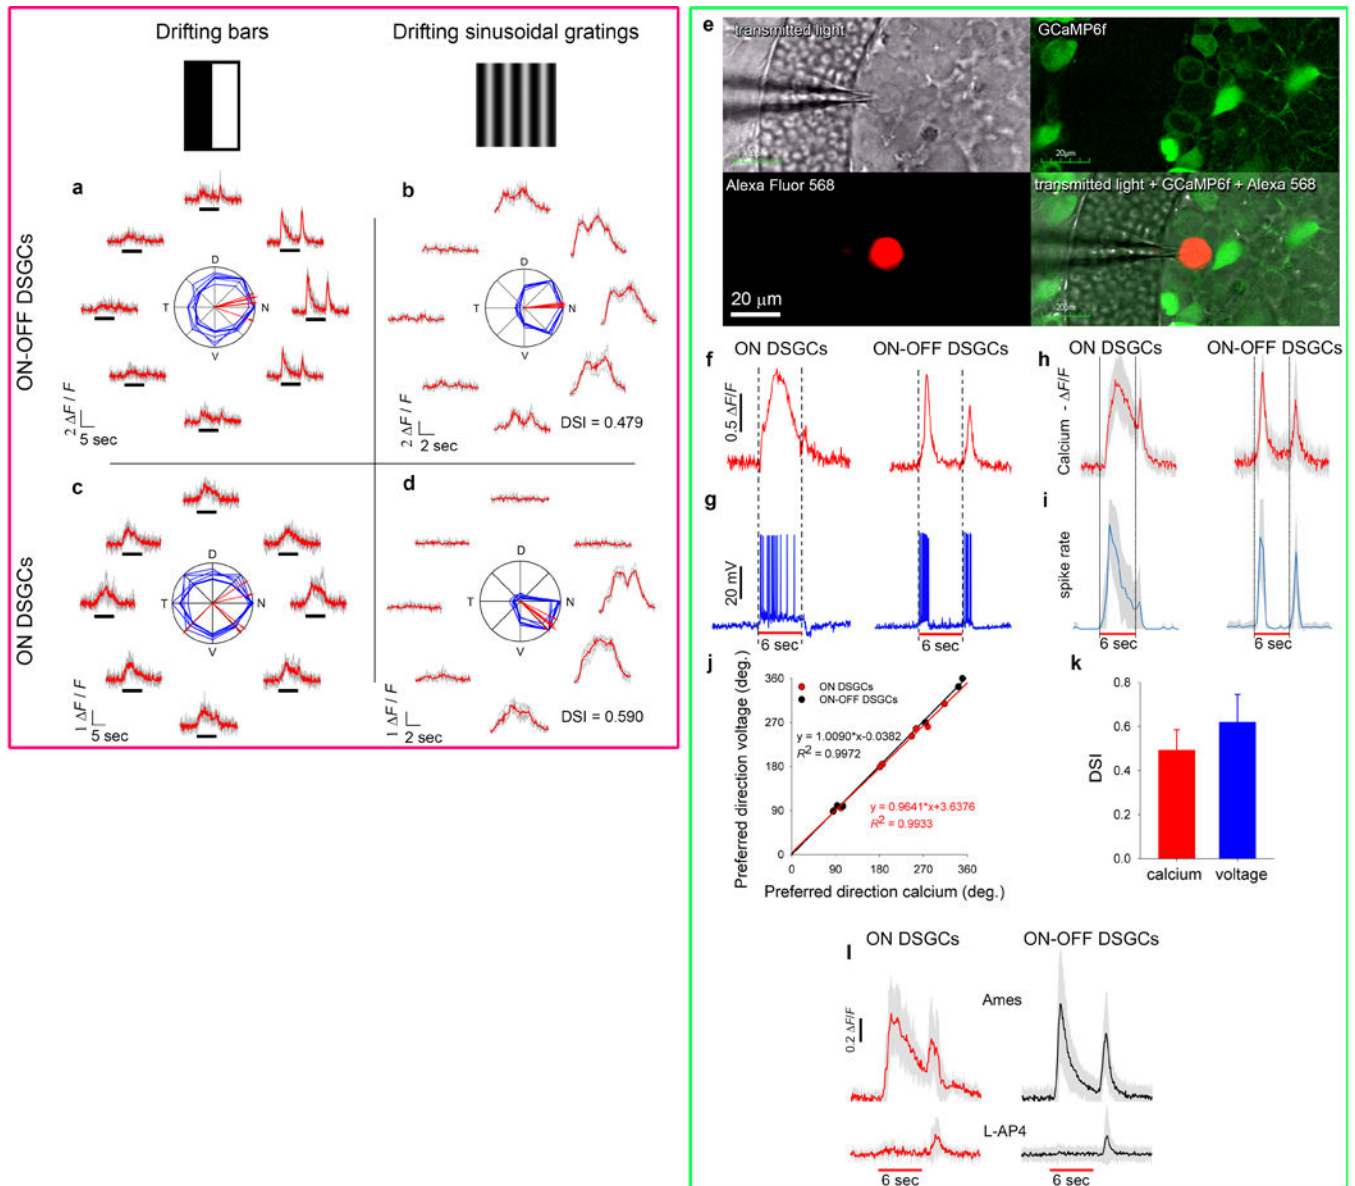 Drifting bars
Drifting sinusoidal gratings
ON-OFF DSGCs
a
D
T
N
V
2 ΔF / F
5 sec
b
D
N
V
2 ΔF / F
2 sec
DSI = 0.479
ON DSGCs
c
D
T
N
V
1 ΔF / F
5 sec
d
D
T
N
V
1 ΔF / F
2 sec
DSI = 0.590
e
transmitted light
GCaMP6f
20μm
Alexa Fluor 568
20 μm
transmitted light + GCaMP6f + Alexa 568
20μm
f
ON DSGCs
ON-OFF DSGCs
0.5 ΔF/F
g
20 mV
6 sec
6 sec
h
ON DSGCs
ON-OFF DSGCs
Calcium - ΔF/F
i
spike rate
6 sec
6 sec
j
Preferred direction voltage (deg.)
360
270
180
90
0
ON DSGCs
ON-OFF DSGCs
y = 1.0090*x-0.0382
R² = 0.9972
y = 0.9641*x+3.6376
R² = 0.9933
0 90 180 270 360
Preferred direction calcium (deg.)
k
DSI
0.8
0.6
0.4
0.2
0.0
calcium voltage
l
ON DSGCs
ON-OFF DSGCs
0.2 ΔF/F
Ames
L-AP4
6 sec
6 sec